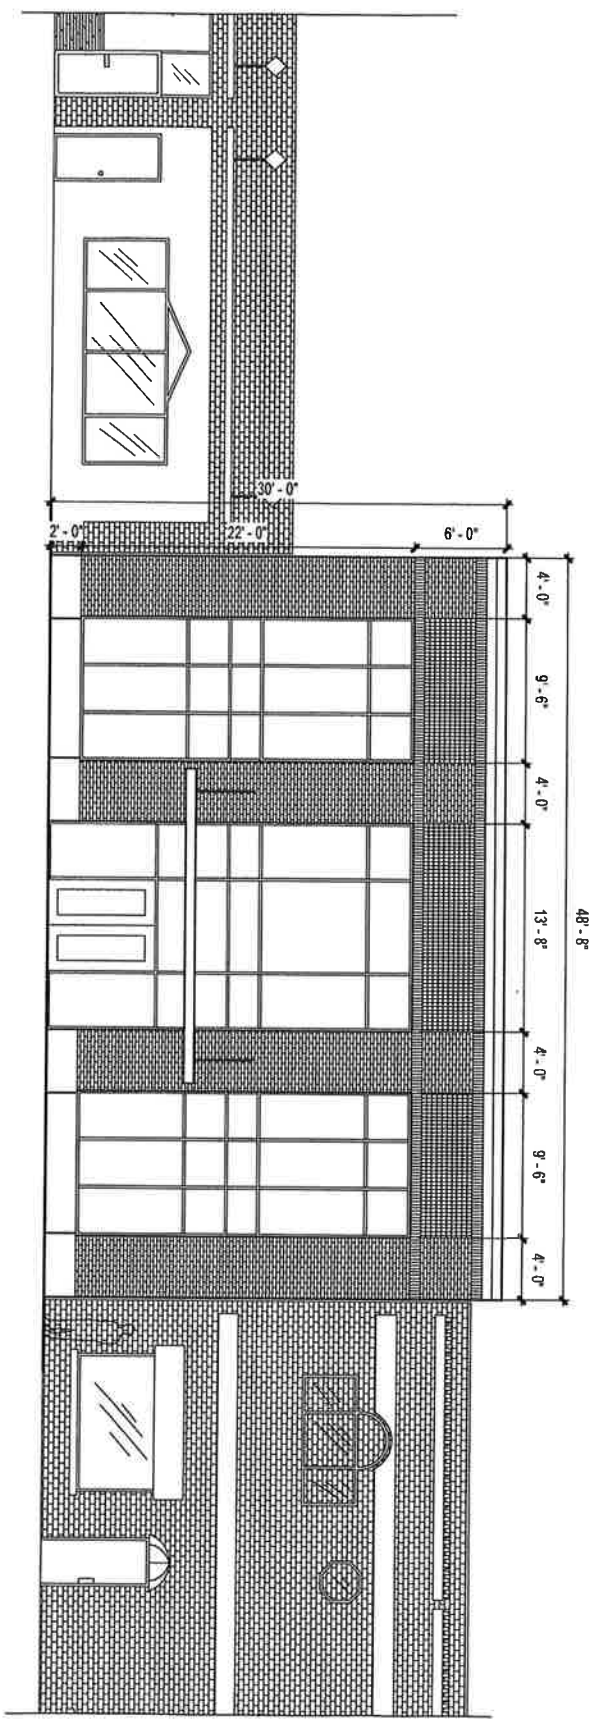 30' - 0"
2' - 0"
22' - 0"
6' - 0"
4' - 0"
9' - 6"
4' - 0"
13' - 8"
4' - 0"
9' - 6"
4' - 0"
48' - 8"